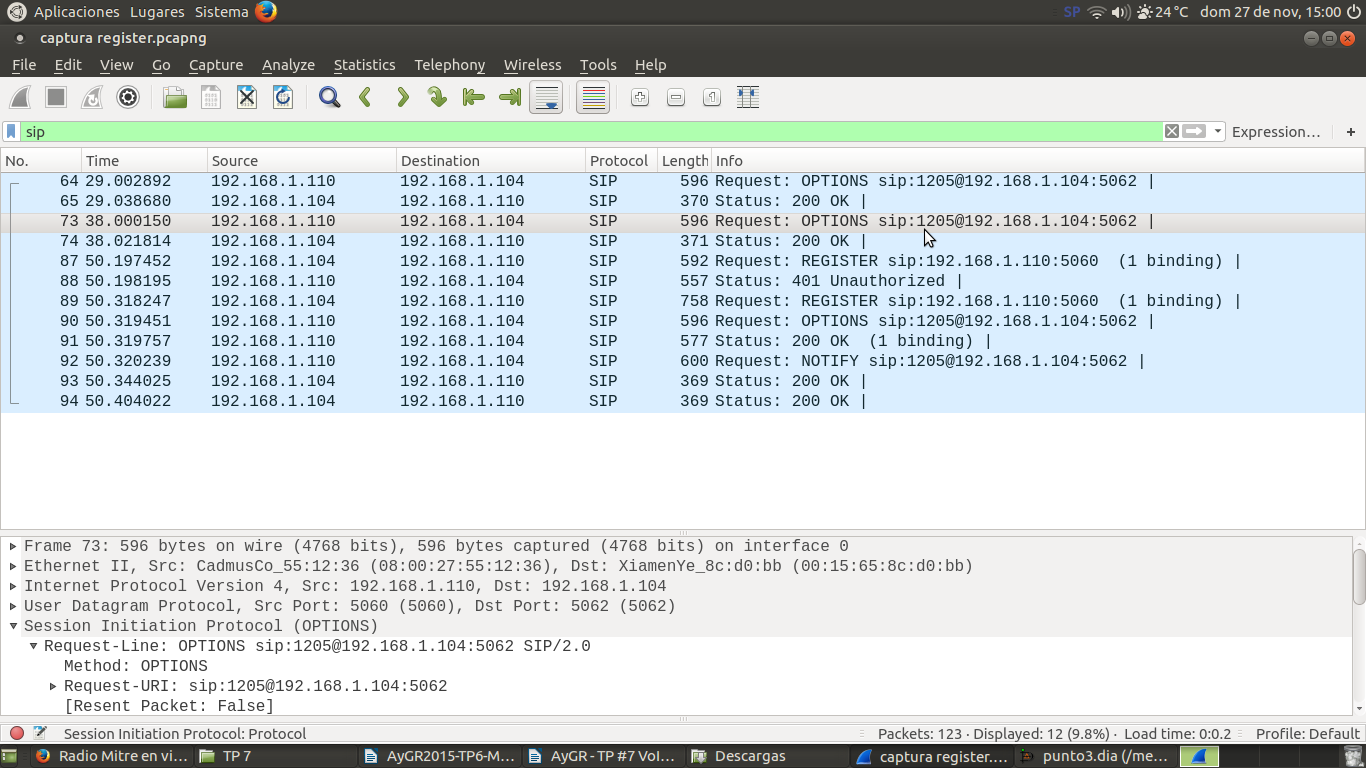 Aplicaciones Lugares Sistema SP 24 °C dom 27 de nov, 15:00
captura register.pcapng
File Edit View Go Capture Analyze Statistics Telephony Wireless Tools Help
sip Expression… +
No. Time Source Destination Protocol Length Info
64 29.002892 192.168.1.110 192.168.1.104 SIP 596 Request: OPTIONS sip:1205@192.168.1.104:5062 |
65 29.038680 192.168.1.104 192.168.1.110 SIP 370 Status: 200 OK |
73 38.000150 192.168.1.110 192.168.1.104 SIP 596 Request: OPTIONS sip:1205@192.168.1.104:5062 |
74 38.021814 192.168.1.104 192.168.1.110 SIP 371 Status: 200 OK |
87 50.197452 192.168.1.104 192.168.1.110 SIP 592 Request: REGISTER sip:192.168.1.110:5060 (1 binding) |
88 50.198195 192.168.1.110 192.168.1.104 SIP 557 Status: 401 Unauthorized |
89 50.318247 192.168.1.104 192.168.1.110 SIP 758 Request: REGISTER sip:192.168.1.110:5060 (1 binding) |
90 50.319451 192.168.1.110 192.168.1.104 SIP 596 Request: OPTIONS sip:1205@192.168.1.104:5062 |
91 50.319757 192.168.1.110 192.168.1.104 SIP 577 Status: 200 OK (1 binding) |
92 50.320239 192.168.1.110 192.168.1.104 SIP 600 Request: NOTIFY sip:1205@192.168.1.104:5062 |
93 50.344025 192.168.1.104 192.168.1.110 SIP 369 Status: 200 OK |
94 50.404022 192.168.1.104 192.168.1.110 SIP 369 Status: 200 OK |
Frame 73: 596 bytes on wire (4768 bits), 596 bytes captured (4768 bits) on interface 0
Ethernet II, Src: CadmusCo_55:12:36 (08:00:27:55:12:36), Dst: XiamenYe_8c:d0:bb (00:15:65:8c:d0:bb)
Internet Protocol Version 4, Src: 192.168.1.110, Dst: 192.168.1.104
User Datagram Protocol, Src Port: 5060 (5060), Dst Port: 5062 (5062)
Session Initiation Protocol (OPTIONS)
Request-Line: OPTIONS sip:1205@192.168.1.104:5062 SIP/2.0
Method: OPTIONS
Request-URI: sip:1205@192.168.1.104:5062
[Resent Packet: False]
Session Initiation Protocol: Protocol Packets: 123 · Displayed: 12 (9.8%) · Load time: 0:0.2 Profile: Default
Radio Mitre en vi… TP 7 AyGR2015-TP6-M… AyGR - TP #7 VoI… Descargas captura register.… punto3.dia (/me…